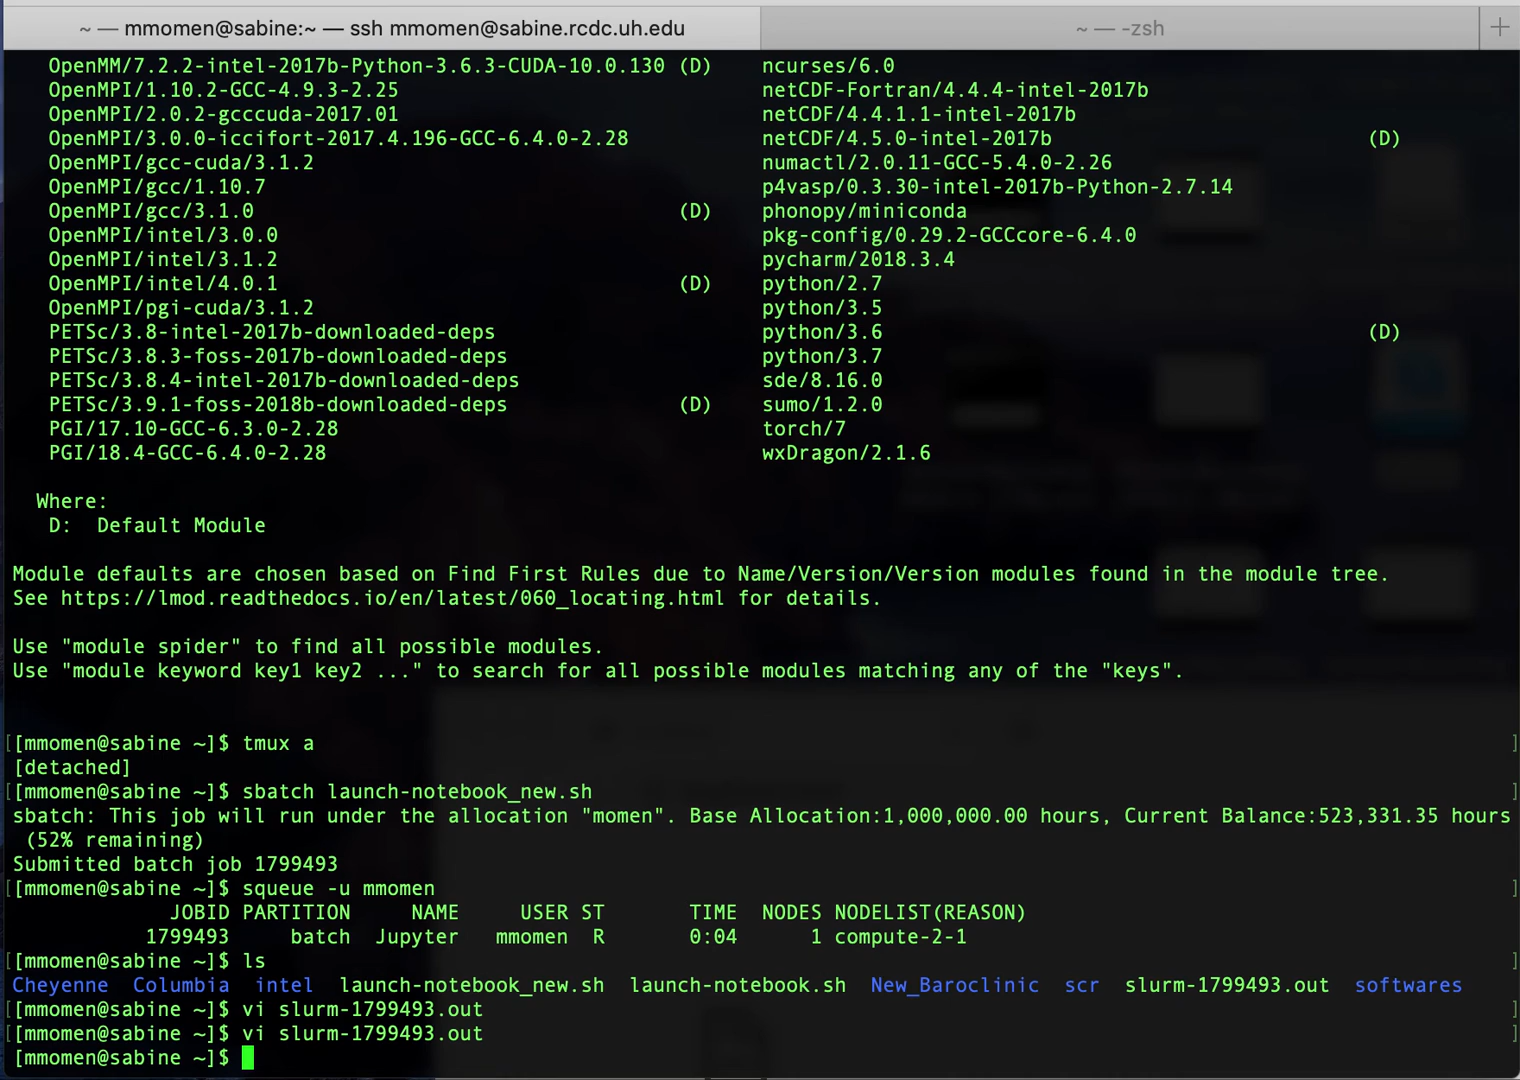 ~ — mmomen@sabine:~ — ssh mmomen@sabine.rcdc.uh.edu
~ — -zsh
+
OpenMM/7.2.2-intel-2017b-Python-3.6.3-CUDA-10.0.130 (D) ncurses/6.0
OpenMPI/1.10.2-GCC-4.9.3-2.25 netCDF-Fortran/4.4.4-intel-2017b
OpenMPI/2.0.2-gcccuda-2017.01 netCDF/4.4.1.1-intel-2017b
OpenMPI/3.0.0-iccifort-2017.4.196-GCC-6.4.0-2.28 netCDF/4.5.0-intel-2017b (D)
OpenMPI/gcc-cuda/3.1.2 numactl/2.0.11-GCC-5.4.0-2.26
OpenMPI/gcc/1.10.7 p4vasp/0.3.30-intel-2017b-Python-2.7.14
OpenMPI/gcc/3.1.0 (D) phonopy/miniconda
OpenMPI/intel/3.0.0 pkg-config/0.29.2-GCCcore-6.4.0
OpenMPI/intel/3.1.2 pycharm/2018.3.4
OpenMPI/intel/4.0.1 (D) python/2.7
OpenMPI/pgi-cuda/3.1.2 python/3.5
PETSc/3.8-intel-2017b-downloaded-deps python/3.6 (D)
PETSc/3.8.3-foss-2017b-downloaded-deps python/3.7
PETSc/3.8.4-intel-2017b-downloaded-deps sde/8.16.0
PETSc/3.9.1-foss-2018b-downloaded-deps (D) sumo/1.2.0
PGI/17.10-GCC-6.3.0-2.28 torch/7
PGI/18.4-GCC-6.4.0-2.28 wxDragon/2.1.6
Where:
D: Default Module
Module defaults are chosen based on Find First Rules due to Name/Version/Version modules found in the module tree.
See https://lmod.readthedocs.io/en/latest/060_locating.html for details.
Use "module spider" to find all possible modules.
Use "module keyword key1 key2 ..." to search for all possible modules matching any of the "keys".
[[mmomen@sabine ~]$ tmux a ]
[detached]
[[mmomen@sabine ~]$ sbatch launch-notebook_new.sh ]
sbatch: This job will run under the allocation "momen". Base Allocation:1,000,000.00 hours, Current Balance:523,331.35 hours
(52% remaining)
Submitted batch job 1799493
[[mmomen@sabine ~]$ squeue -u mmomen ]
JOBID PARTITION NAME USER ST TIME NODES NODELIST(REASON)
1799493 batch Jupyter mmomen R 0:04 1 compute-2-1
[[mmomen@sabine ~]$ ls ]
Cheyenne Columbia intel launch-notebook_new.sh launch-notebook.sh New_Baroclinic scr slurm-1799493.out softwares
[[mmomen@sabine ~]$ vi slurm-1799493.out ]
[[mmomen@sabine ~]$ vi slurm-1799493.out ]
[mmomen@sabine ~]$